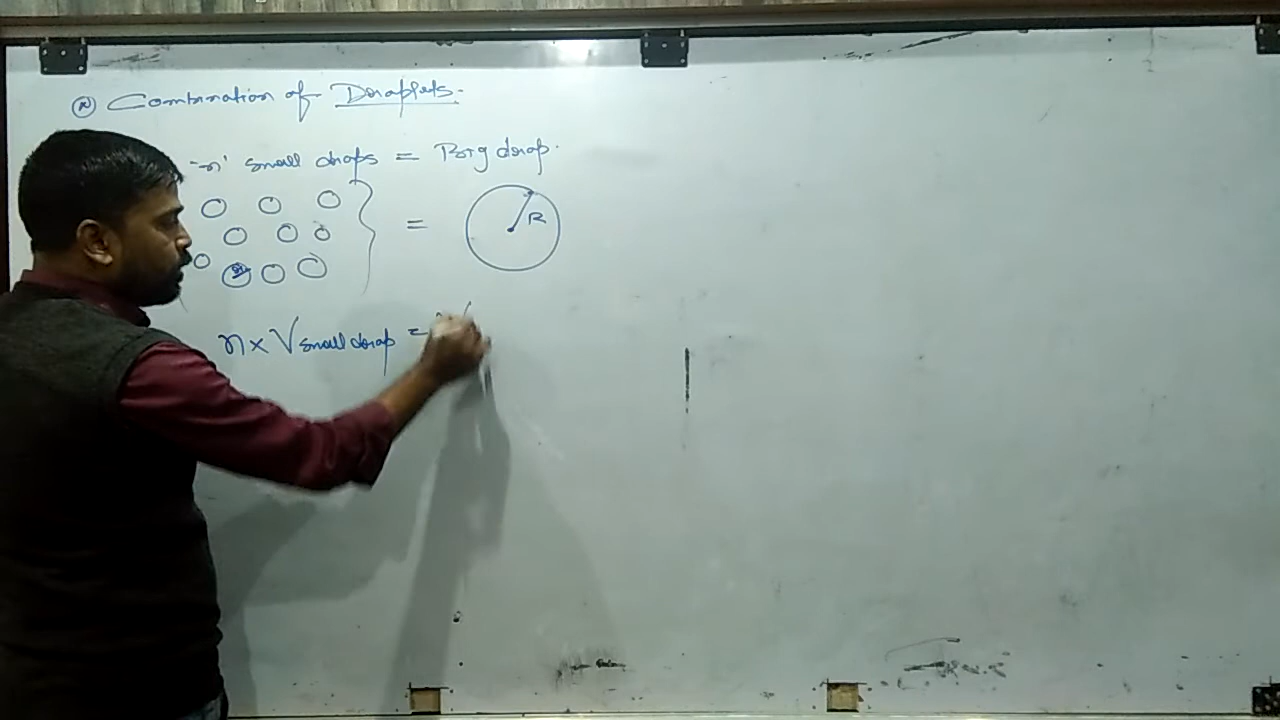 Combination of Droplets.
'n' small drops = Big drop.
= R
n × V small drop =